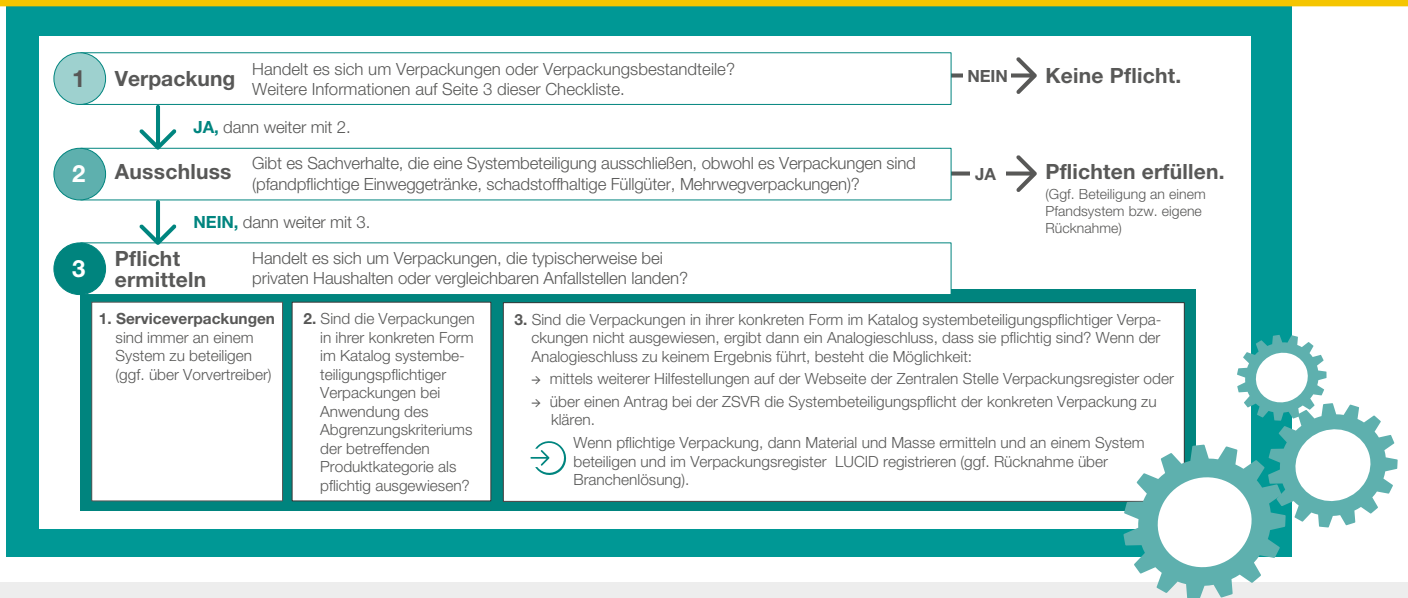 1
Verpackung
Handelt es sich um Verpackungen oder Verpackungsbestandteile?
Weitere Informationen auf Seite 3 dieser Checkliste.
NEIN
Keine Pflicht.
JA, dann weiter mit 2.
2
Ausschluss
Gibt es Sachverhalte, die eine Systembeteiligung ausschließen, obwohl es Verpackungen sind
(pfandpflichtige Einweggetränke, schadstoffhaltige Füllgüter, Mehrwegverpackungen)?
JA
Pflichten erfüllen.
(Ggf. Beteiligung an einem
Pfandsystem bzw. eigene
Rücknahme)
NEIN, dann weiter mit 3.
3
Pflicht
ermitteln
Handelt es sich um Verpackungen, die typischerweise bei
privaten Haushalten oder vergleichbaren Anfallstellen landen?
1. Serviceverpackungen
sind immer an einem
System zu beteiligen
(ggf. über Vorvertreiber)
2. Sind die Verpackungen
in ihrer konkreten Form
im Katalog systembe-
teiligungspflichtiger
Verpackungen bei
Anwendung des
Abgrenzungskriteriums
der betreffenden
Produktkategorie als
pflichtig ausgewiesen?
3. Sind die Verpackungen in ihrer konkreten Form im Katalog systembeteiligungspflichtiger Verpa-
ckungen nicht ausgewiesen, ergibt dann ein Analogieschluss, dass sie pflichtig sind? Wenn der
Analogieschluss zu keinem Ergebnis führt, besteht die Möglichkeit:
→ mittels weiterer Hilfestellungen auf der Webseite der Zentralen Stelle Verpackungsregister oder
→ über einen Antrag bei der ZSVR die Systembeteiligungspflicht der konkreten Verpackung zu
klären.
Wenn pflichtige Verpackung, dann Material und Masse ermitteln und an einem System
beteiligen und im Verpackungsregister LUCID registrieren (ggf. Rücknahme über
Branchenlösung).